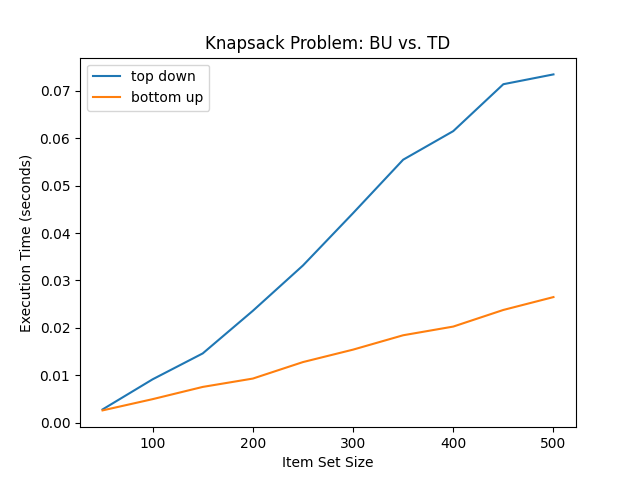 Knapsack Problem: BU vs. TD
top down
bottom up
Execution Time (seconds)
0.07
0.06
0.05
0.04
0.03
0.02
0.01
0.00
100 200 300 400 500
Item Set Size